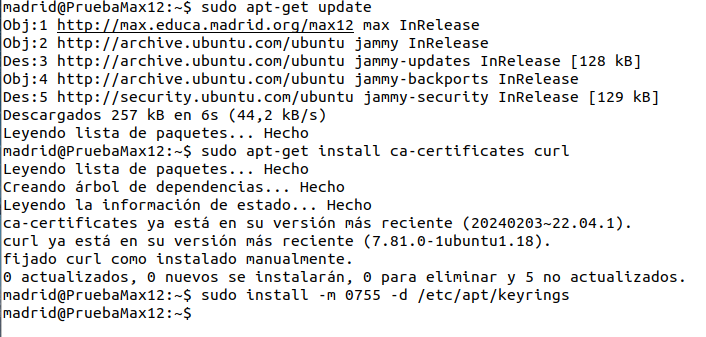 madrid@PruebaMax12:~$ sudo apt-get update
Obj:1 http://max.educa.madrid.org/max12 max InRelease
Obj:2 http://archive.ubuntu.com/ubuntu jammy InRelease
Des:3 http://archive.ubuntu.com/ubuntu jammy-updates InRelease [128 kB]
Obj:4 http://archive.ubuntu.com/ubuntu jammy-backports InRelease
Des:5 http://security.ubuntu.com/ubuntu jammy-security InRelease [129 kB]
Descargados 257 kB en 6s (44,2 kB/s)
Leyendo lista de paquetes... Hecho
madrid@PruebaMax12:~$ sudo apt-get install ca-certificates curl
Leyendo lista de paquetes... Hecho
Creando árbol de dependencias... Hecho
Leyendo la información de estado... Hecho
ca-certificates ya está en su versión más reciente (20240203~22.04.1).
curl ya está en su versión más reciente (7.81.0-1ubuntu1.18).
fijado curl como instalado manualmente.
0 actualizados, 0 nuevos se instalarán, 0 para eliminar y 5 no actualizados.
madrid@PruebaMax12:~$ sudo install -m 0755 -d /etc/apt/keyrings
madrid@PruebaMax12:~$